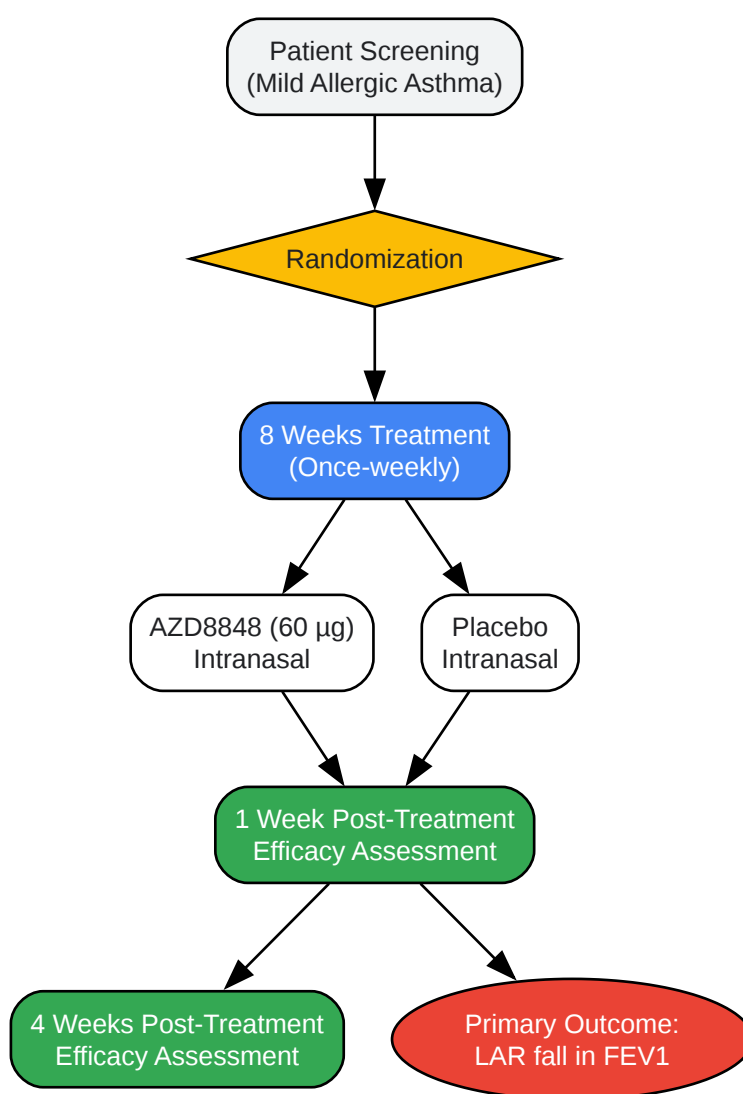 Patient Screening
(Mild Allergic Asthma)
Randomization
8 Weeks Treatment
(Once-weekly)
AZD8848 (60 µg)
Intranasal
Placebo
Intranasal
1 Week Post-Treatment
Efficacy Assessment
4 Weeks Post-Treatment
Efficacy Assessment
Primary Outcome:
LAR fall in FEV1